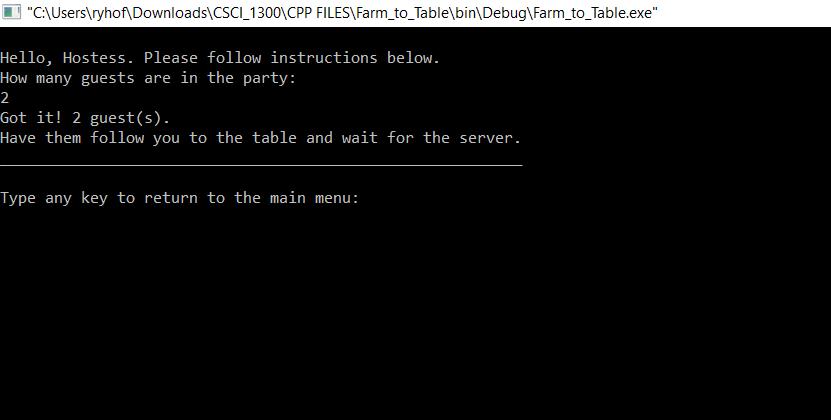 "C:\Users\ryhof\Downloads\CSCI_1300\CPP FILES\Farm_to_Table\bin\Debug\Farm_to_Table.exe"
Hello, Hostess. Please follow instructions below.
How many guests are in the party:
2
Got it! 2 guest(s).
Have them follow you to the table and wait for the server.
__________________________________________________________
Type any key to return to the main menu: